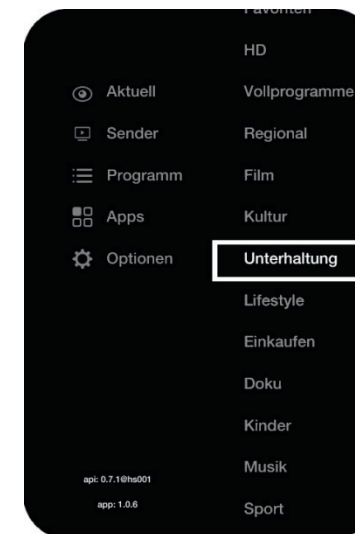 Favoriten
HD
Vollprogramme
Regional
Film
Kultur
Unterhaltung
Lifestyle
Einkaufen
Doku
Kinder
Musik
Sport
Aktuell
Sender
Programm
Apps
Optionen
api: 0.7.1@hs001
app: 1.0.6